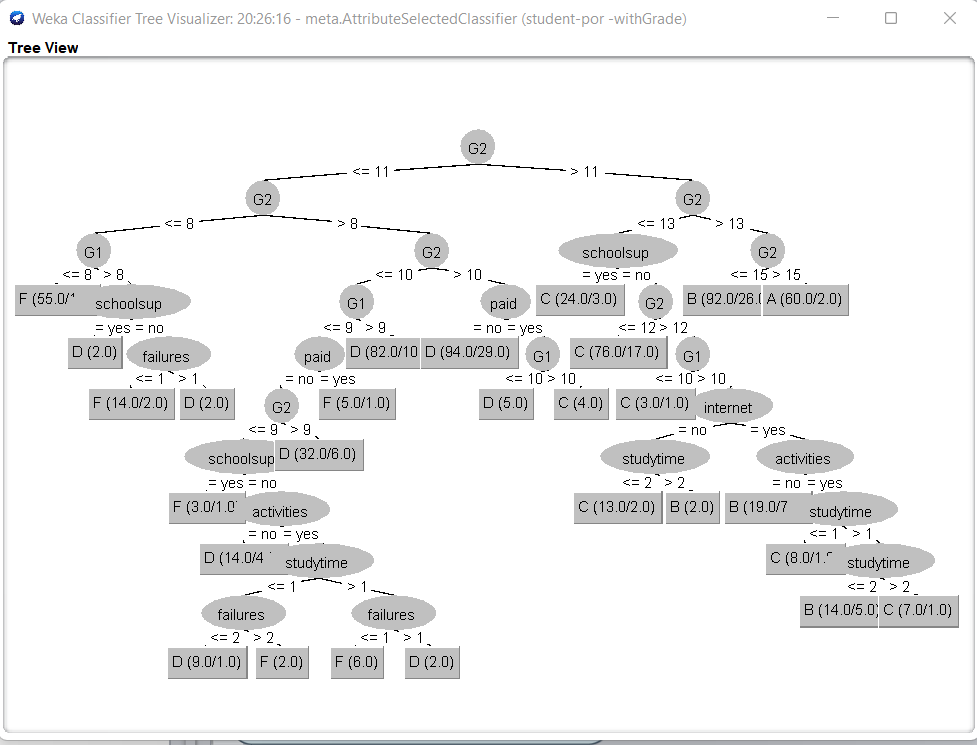 Weka Classifier Tree Visualizer: 20:26:16 - meta.AttributeSelectedClassifier (student-por -withGrade)
Tree View
G2
<= 11 > 11
G2 G2
<= 8 > 8 <= 13 > 13
G1 G2 schoolsup G2
<= 8 > 8 <= 10 > 10 = yes = no <= 15 > 15
F (55.0/ schoolsup G1 paid C (24.0/3.0) G2 B (92.0/26.0 A (60.0/2.0)
= yes = no <= 9 > 9 = no = yes <= 12 > 12
D (2.0) failures paid D (82.0/10 D (94.0/29.0) G1 C (76.0/17.0) G1
<= 1 > 1 = no = yes <= 10 > 10 <= 10 > 10
F (14.0/2.0) D (2.0) G2 F (5.0/1.0) D (5.0) C (4.0) C (3.0/1.0) internet
<= 9 > 9 = no = yes
schoolsup D (32.0/6.0) studytime activities
= yes = no <= 2 > 2 = no = yes
F (3.0/1.0 activities C (13.0/2.0) B (2.0) B (19.0/7 studytime
= no = yes <= 1 > 1
D (14.0/4 studytime C (8.0/1. studytime
<= 1 > 1 <= 2 > 2
failures failures B (14.0/5.0) C (7.0/1.0)
<= 2 > 2 <= 1 > 1
D (9.0/1.0) F (2.0) F (6.0) D (2.0)